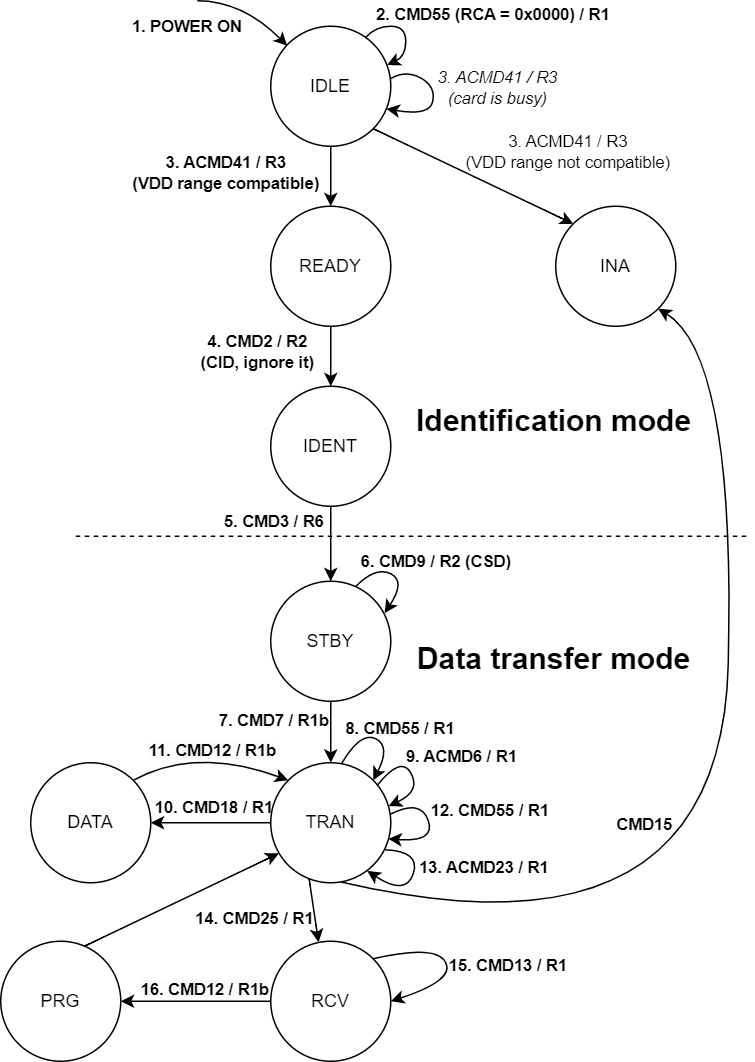 1. POWER ON
2. CMD55 (RCA = 0x0000) / R1
IDLE
3. ACMD41 / R3
(card is busy)
3. ACMD41 / R3
(VDD range compatible)
3. ACMD41 / R3
(VDD range not compatible)
READY
INA
4. CMD2 / R2
(CID, ignore it)
IDENT
Identification mode
5. CMD3 / R6
6. CMD9 / R2 (CSD)
STBY
Data transfer mode
7. CMD7 / R1b
8. CMD55 / R1
9. ACMD6 / R1
11. CMD12 / R1b
10. CMD18 / R1
DATA
TRAN
12. CMD55 / R1
CMD15
13. ACMD23 / R1
14. CMD25 / R1
15. CMD13 / R1
16. CMD12 / R1b
PRG
RCV